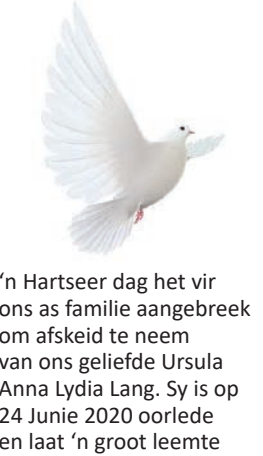 ‘n Hartseer dag het vir
ons as familie aangebreek
om afskeid te neem
van ons geliefde Ursula
Anna Lydia Lang. Sy is op
24 Junie 2020 oorlede
en laat ‘n groot leemte